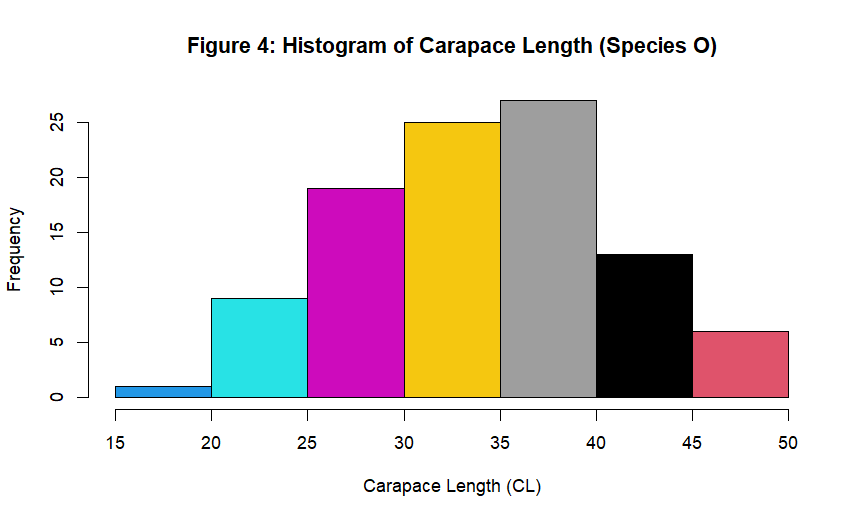 Figure 4: Histogram of Carapace Length (Species O)
Frequency
25
20
15
10
5
0
15 20 25 30 35 40 45 50
Carapace Length (CL)